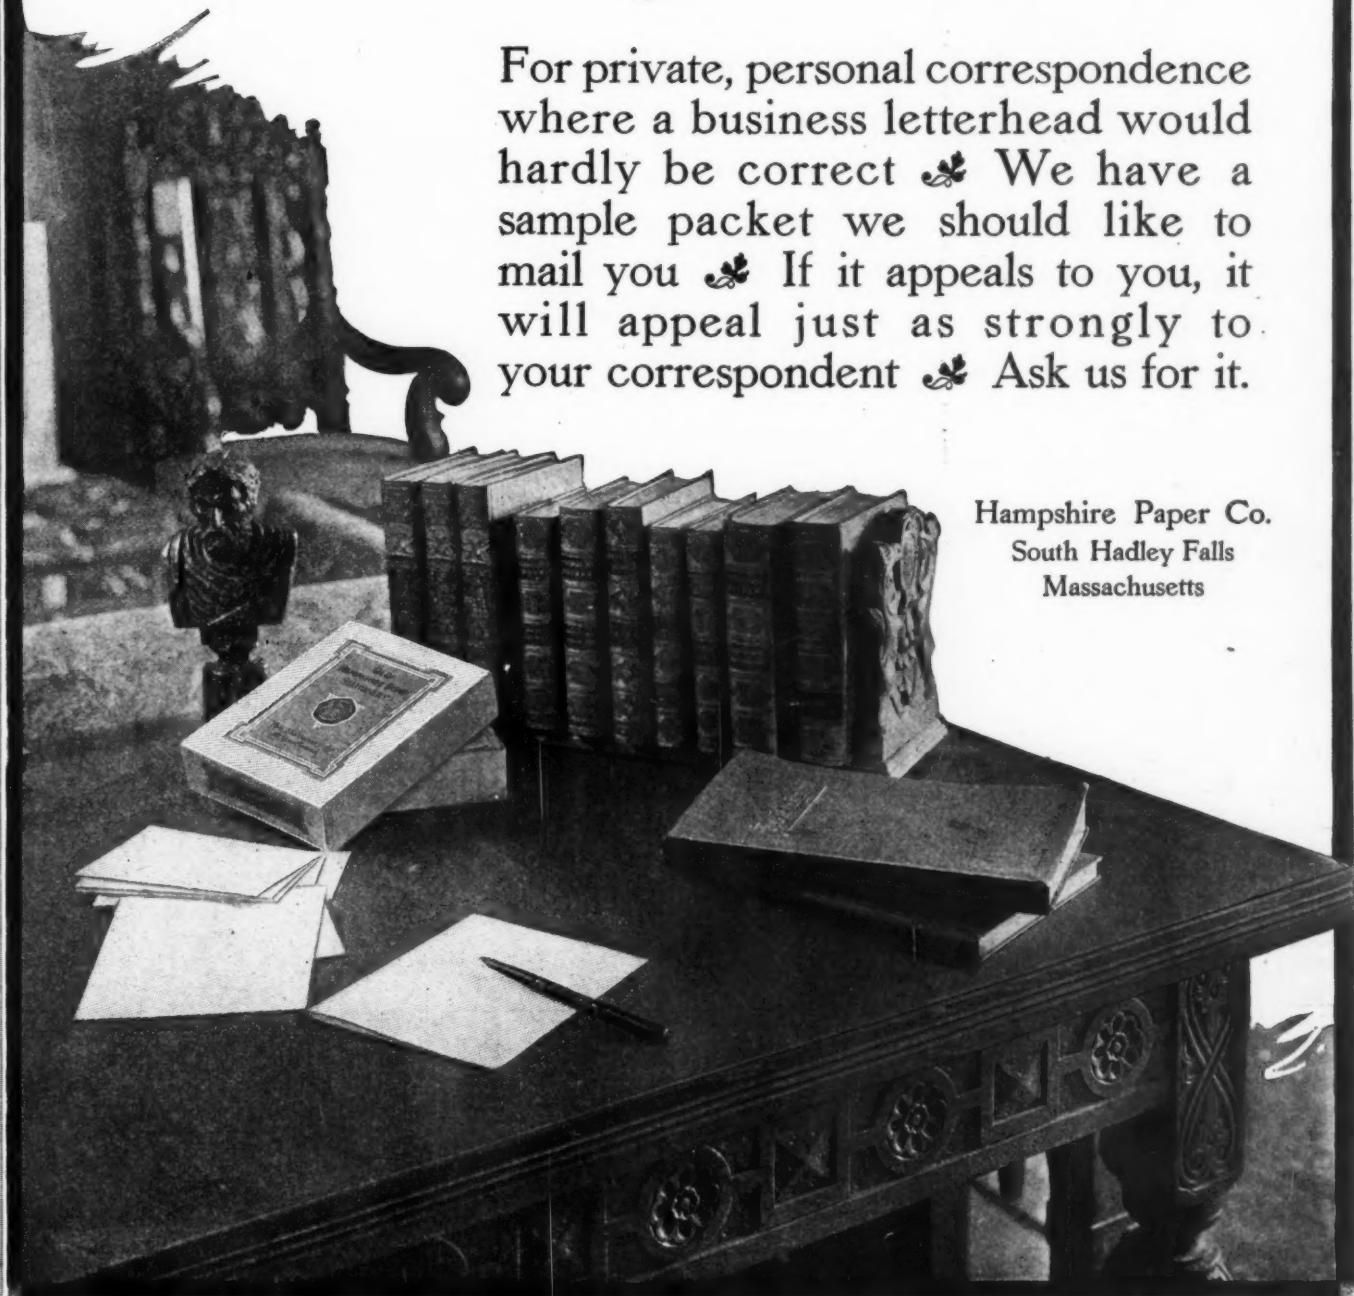 For private, personal correspondence
where a business letterhead would
hardly be correct ❧ We have a
sample packet we should like to
mail you ❧ If it appeals to you, it
will appeal just as strongly to
your correspondent ❧ Ask us for it.
Hampshire Paper Co.
South Hadley Falls
Massachusetts